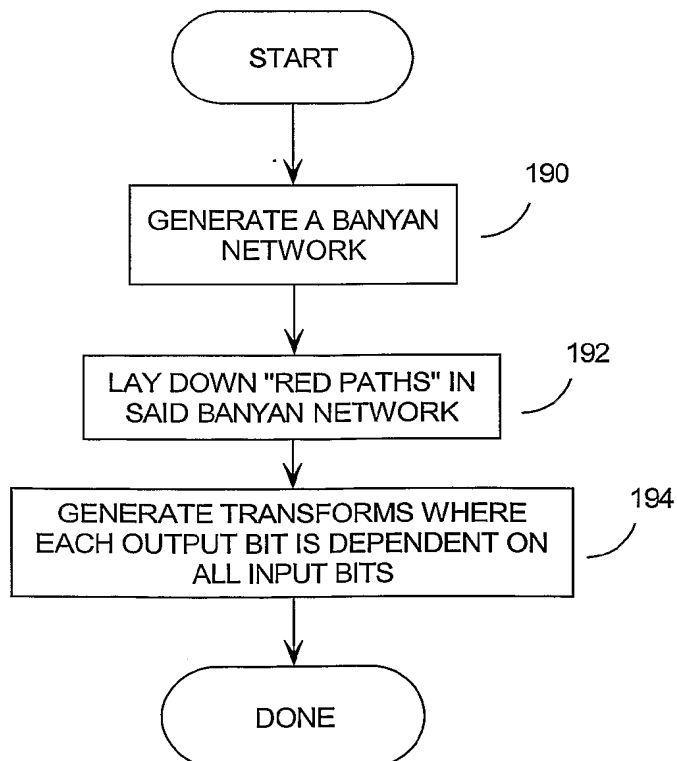 START
190
GENERATE A BANYAN
NETWORK
192
LAY DOWN "RED PATHS" IN
SAID BANYAN NETWORK
194
GENERATE TRANSFORMS WHERE
EACH OUTPUT BIT IS DEPENDENT ON
ALL INPUT BITS
DONE